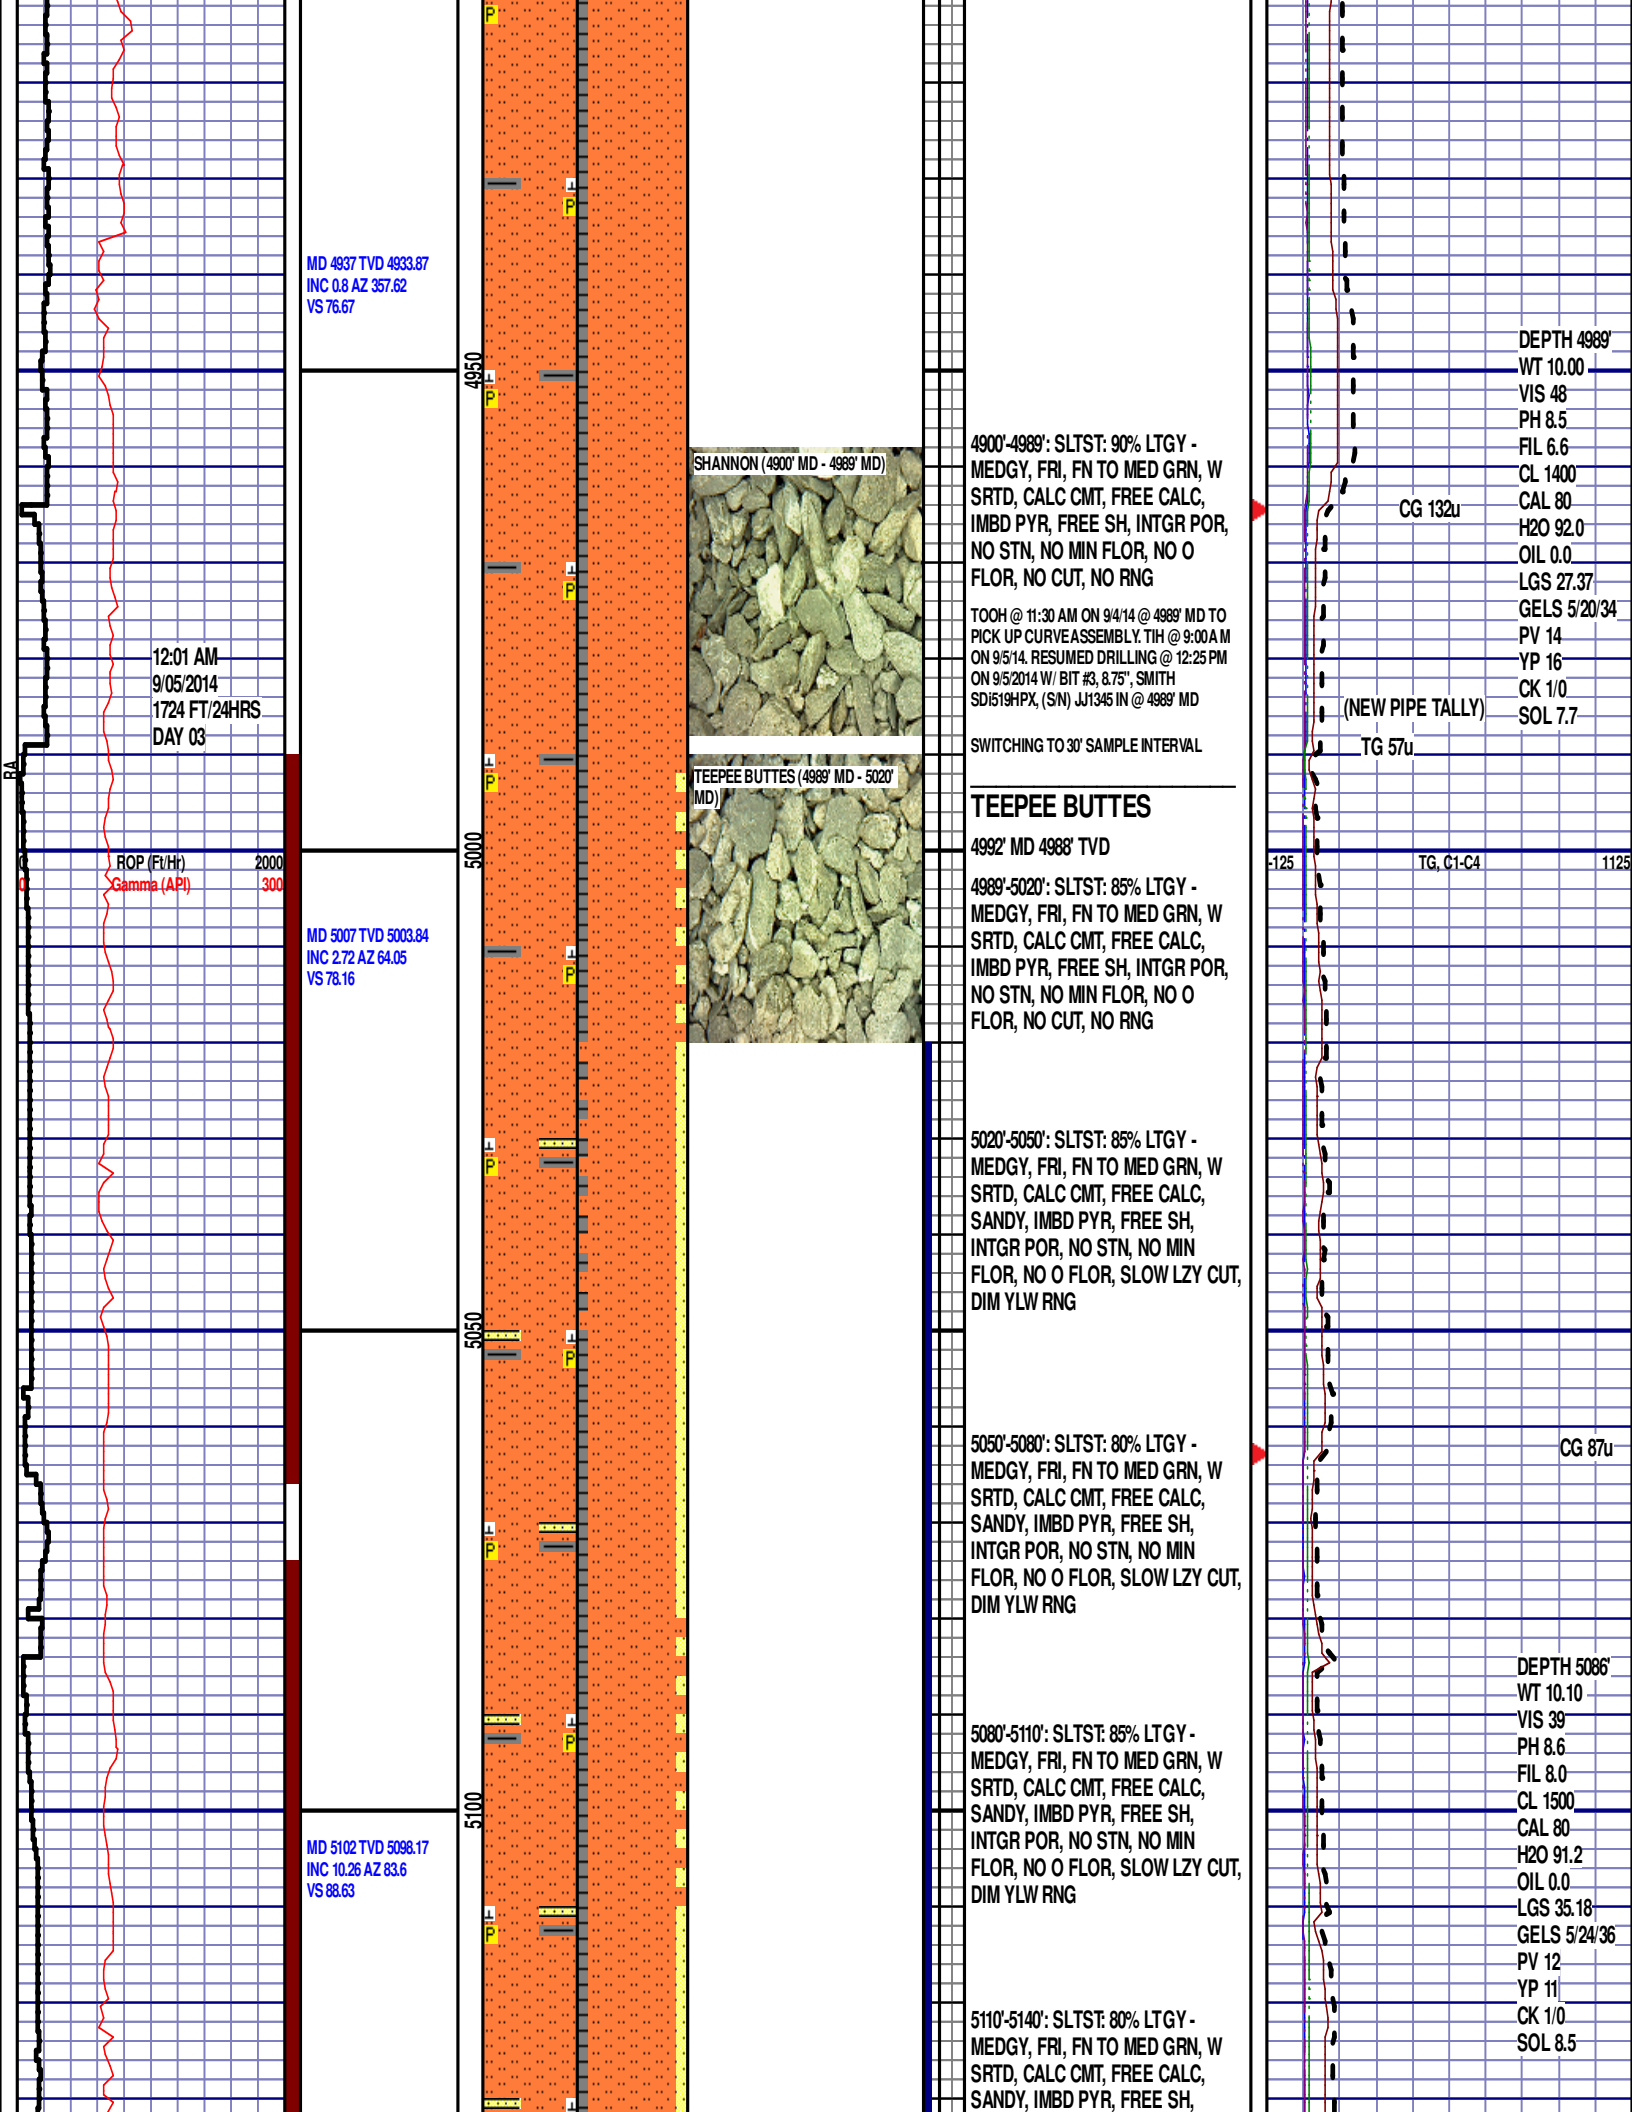 MD 4937 TVD 4933.87
INC 0.8 AZ 357.62
VS 76.67
12:01 AM
9/05/2014
1724 FT/24HRS
DAY 03
RA
0 ROP (Ft/Hr) 2000
0 Gamma (API) 300
MD 5007 TVD 5003.84
INC 2.72 AZ 64.05
VS 78.16
MD 5102 TVD 5098.17
INC 10.26 AZ 83.6
VS 88.63
4950
5000
5050
5100
P
P
P
P
P
P
P
P
P
P
P
SHANNON (4900' MD - 4989' MD)
TEEPEE BUTTES (4989' MD - 5020'
MD)
4900'-4989': SLTST: 90% LTGY -
MEDGY, FRI, FN TO MED GRN, W
SRTD, CALC CMT, FREE CALC,
IMBD PYR, FREE SH, INTGR POR,
NO STN, NO MIN FLOR, NO O
FLOR, NO CUT, NO RNG
TOOH @ 11:30 AM ON 9/4/14 @ 4989' MD TO
PICK UP CURVE ASSEMBLY. TIH @ 9:00 AM
ON 9/5/14. RESUMED DRILLING @ 12:25 PM
ON 9/5/2014 W/ BIT #3, 8.75", SMITH
SDi519HPX, (S/N) JJ1345 IN @ 4989' MD
SWITCHING TO 30' SAMPLE INTERVAL
TEEPEE BUTTES
4992' MD 4988' TVD
4989'-5020': SLTST: 85% LTGY -
MEDGY, FRI, FN TO MED GRN, W
SRTD, CALC CMT, FREE CALC,
IMBD PYR, FREE SH, INTGR POR,
NO STN, NO MIN FLOR, NO O
FLOR, NO CUT, NO RNG
5020'-5050': SLTST: 85% LTGY -
MEDGY, FRI, FN TO MED GRN, W
SRTD, CALC CMT, FREE CALC,
SANDY, IMBD PYR, FREE SH,
INTGR POR, NO STN, NO MIN
FLOR, NO O FLOR, SLOW LZY CUT,
DIM YLW RNG
5050'-5080': SLTST: 80% LTGY -
MEDGY, FRI, FN TO MED GRN, W
SRTD, CALC CMT, FREE CALC,
SANDY, IMBD PYR, FREE SH,
INTGR POR, NO STN, NO MIN
FLOR, NO O FLOR, SLOW LZY CUT,
DIM YLW RNG
5080'-5110': SLTST: 85% LTGY -
MEDGY, FRI, FN TO MED GRN, W
SRTD, CALC CMT, FREE CALC,
SANDY, IMBD PYR, FREE SH,
INTGR POR, NO STN, NO MIN
FLOR, NO O FLOR, SLOW LZY CUT,
DIM YLW RNG
5110'-5140': SLTST: 80% LTGY -
MEDGY, FRI, FN TO MED GRN, W
SRTD, CALC CMT, FREE CALC,
SANDY, IMBD PYR, FREE SH,
CG 132u
(NEW PIPE TALLY)
TG 57u
-125 TG, C1-C4 1125
CG 87u
DEPTH 4989'
WT 10.00
VIS 48
PH 8.5
FIL 6.6
CL 1400
CAL 80
H2O 92.0
OIL 0.0
LGS 27.37
GELS 5/20/34
PV 14
YP 16
CK 1/0
SOL 7.7
DEPTH 5086'
WT 10.10
VIS 39
PH 8.6
FIL 8.0
CL 1500
CAL 80
H2O 91.2
OIL 0.0
LGS 35.18
GELS 5/24/36
PV 12
YP 11
CK 1/0
SOL 8.5